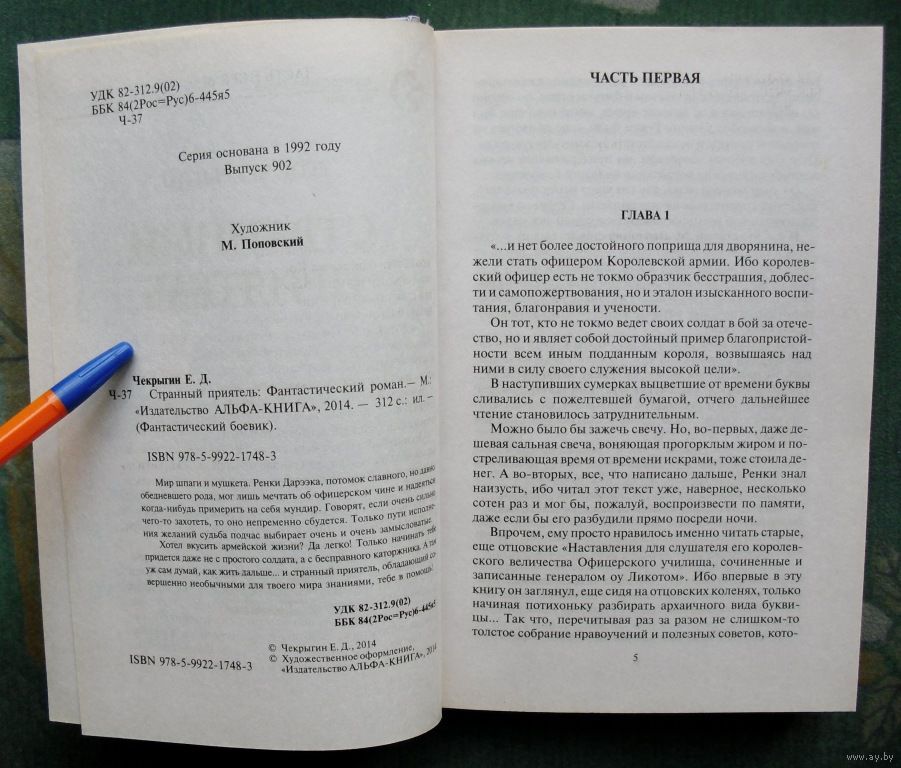 УДК 82-312.9(02)
ББК 84(2Рос=Рус)6-445я5
Ч-37
Серия основана в 1992 году
Выпуск 902
Художник
М. Поповский
Чекрыгин Е. Д.
Ч-37 Странный приятель: Фантастический роман.— М.:
«Издательство АЛЬФА-КНИГА», 2014. — 312 с.: ил. —
(Фантастический боевик).
ISBN 978-5-9922-1748-3
Мир шпаги и мушкета. Ренки Дарээка, потомок славного, но давно
обедневшего рода, мог лишь мечтать об офицерском чине и надеяться
когда-нибудь примерить на себя мундир. Говорят, если очень сильно
чего-то захотеть, то оно непременно сбудется. Только пути исполне-
ния желаний судьба подчас выбирает очень и очень замысловатые.
Хотел вкусить армейской жизни? Да легко! Только начинать тебе
придется даже не с простого солдата, а с бесправного каторжника. А там
уж сам думай, как жить дальше... и странный приятель, обладающий со-
вершенно необычными для твоего мира знаниями, тебе в помощь!
УДК 82-312.9(02)
ББК 84(2Рос=Рус)6-445я5
© Чекрыгин Е. Д., 2014
© Художественное оформление,
«Издательство АЛЬФА-КНИГА», 2014
ISBN 978-5-9922-1748-3
ЧАСТЬ ПЕРВАЯ
ГЛАВА 1
«...и нет более достойного поприща для дворянина, не-
жели стать офицером Королевской армии. Ибо королев-
ский офицер есть не токмо образчик бесстрашия, доблес-
ти и самопожертвования, но и эталон изысканного воспи-
тания, благонравия и учености.
Он тот, кто не токмо ведет своих солдат в бой за отече-
ство, но и являет собой достойный пример благопристой-
ности всем иным подданным короля, возвышаясь над
ними в силу своего служения высокой цели».
В наступивших сумерках выцветшие от времени буквы
сливались с пожелтевшей бумагой, отчего дальнейшее
чтение становилось затруднительным.
Можно было бы зажечь свечу. Но, во-первых, даже де-
шевая сальная свеча, воняющая прогорклым жиром и по-
стреливающая время от времени искрами, тоже стоила де-
нег. А во-вторых, все, что написано дальше, Ренки знал
наизусть, ибо читал этот текст уже, наверное, несколько
сотен раз и мог бы, пожалуй, воспроизвести по памяти,
даже если бы его разбудили прямо посреди ночи.
Впрочем, ему просто нравилось именно читать старые,
еще отцовские «Наставления для слушателя его королев-
ского величества Офицерского училища, сочиненные и
записанные генералом оу Ликотом». Ибо впервые в эту
книгу он заглянул, еще сидя на отцовских коленях, только
начиная потихоньку разбирать архаичного вида букви-
цы... Так что, перечитывая раз за разом не слишком-то
толстое собрание нравоучений и полезных советов, кото-
5
www.ay.by